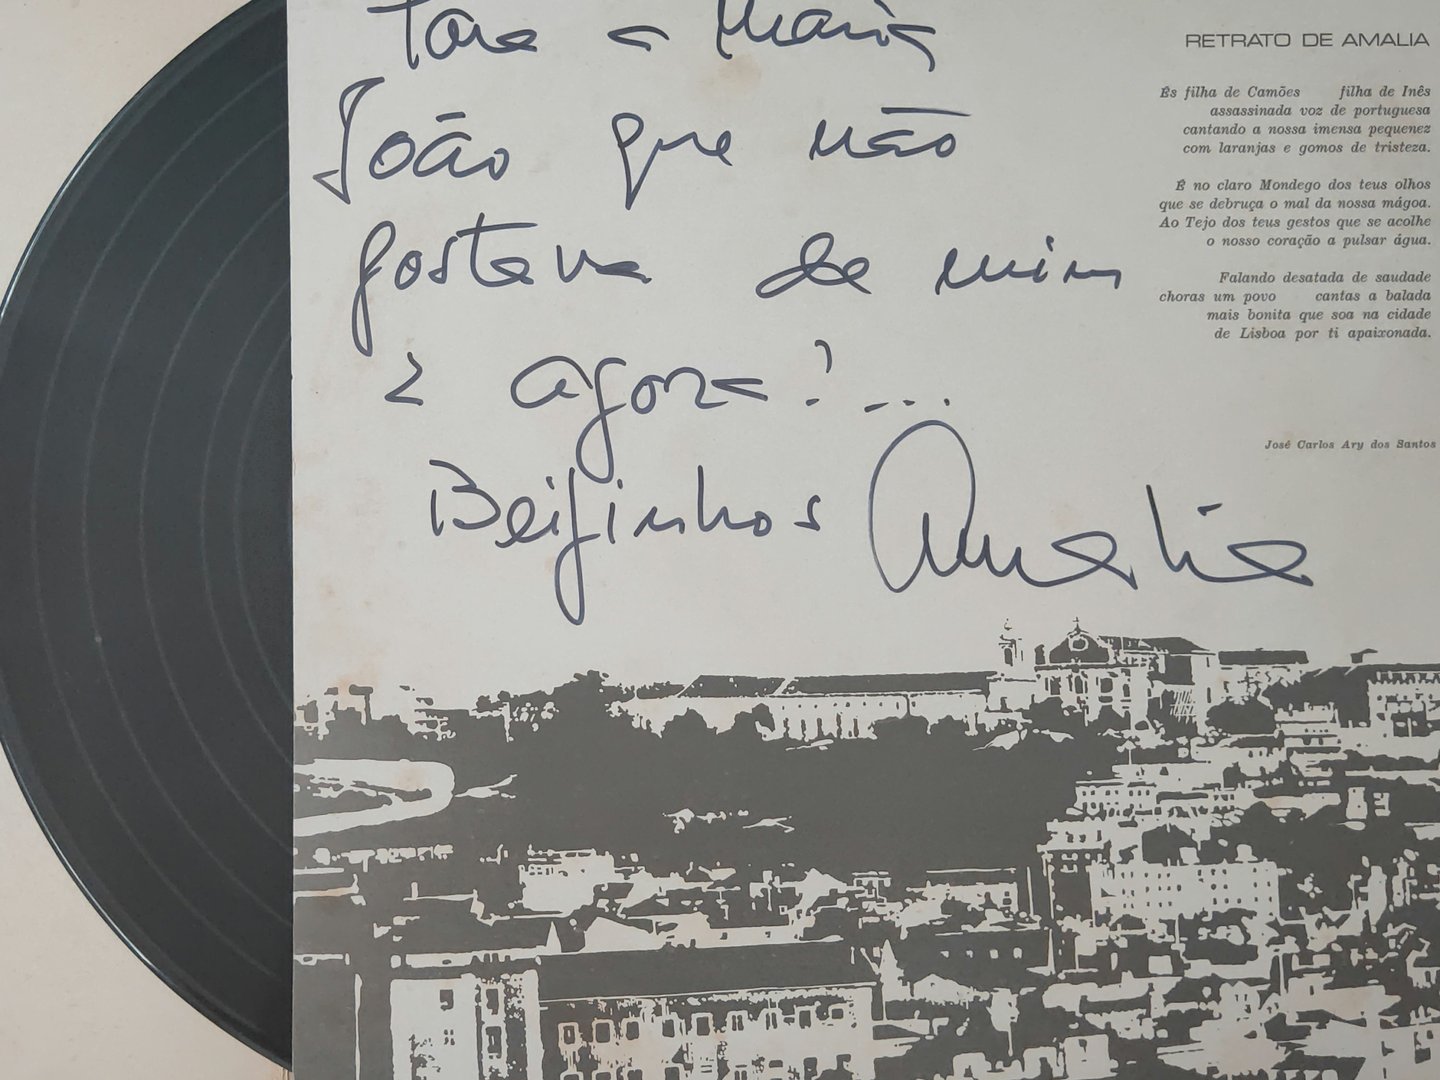 Para a Maria
João que não
gostava de mim
e agora?...
Beijinhos Amalia
RETRATO DE AMALIA
És filha de Camões filha de Inês
assassinada voz de portuguesa
cantando a nossa imensa pequenez
com laranjas e gomos de tristeza.
É no claro Mondego dos teus olhos
que se debruça o mal da nossa mágoa.
Ao Tejo dos teus gestos que se acolhe
o nosso coração a pulsar água.
Falando desatada de saudade
choras um povo cantas a balada
mais bonita que soa na cidade
de Lisboa por ti apaixonada.
José Carlos Ary dos Santos